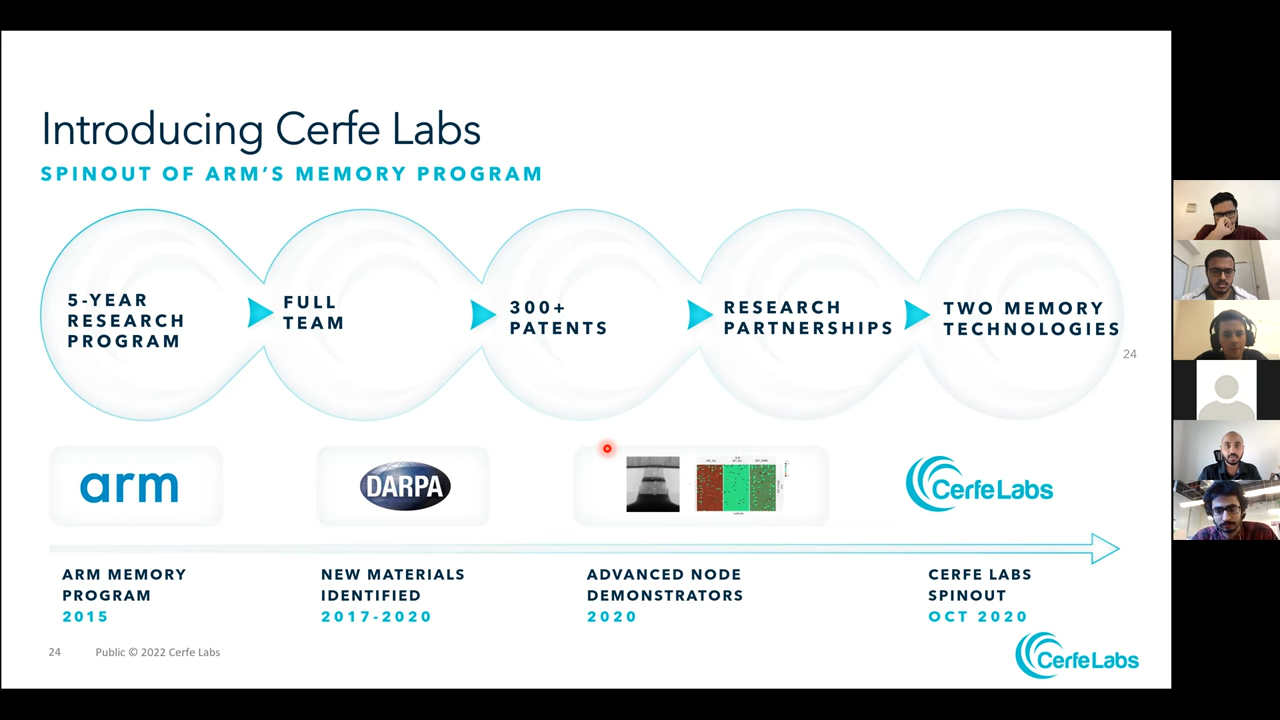 Introducing Cerfe Labs
SPINOUT OF ARM'S MEMORY PROGRAM
5-YEAR
RESEARCH
PROGRAM
FULL
TEAM
300+
PATENTS
RESEARCH
PARTNERSHIPS
TWO MEMORY
TECHNOLOGIES
24
arm
DARPA
CerfeLabs
ARM MEMORY
PROGRAM
2015
NEW MATERIALS
IDENTIFIED
2017-2020
ADVANCED NODE
DEMONSTRATORS
2020
CERFE LABS
SPINOUT
OCT 2020
24
Public © 2022 Cerfe Labs
CerfeLabs